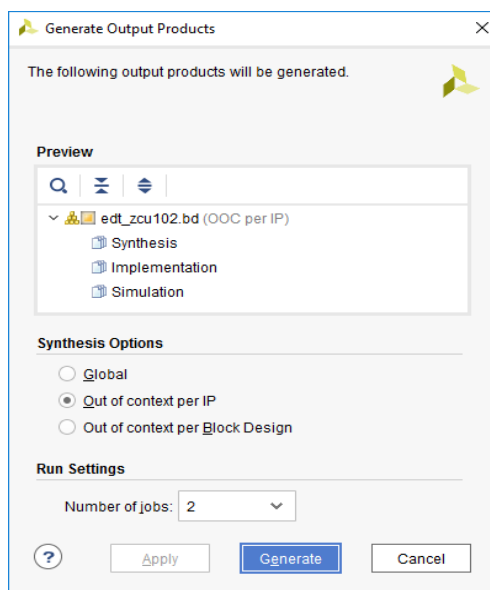 Generate Output Products
The following output products will be generated.
Preview
edt_zcu102.bd (OOC per IP)
Synthesis
Implementation
Simulation
Synthesis Options
Global
Out of context per IP
Out of context per Block Design
Run Settings
Number of jobs: 2
? Apply Generate Cancel